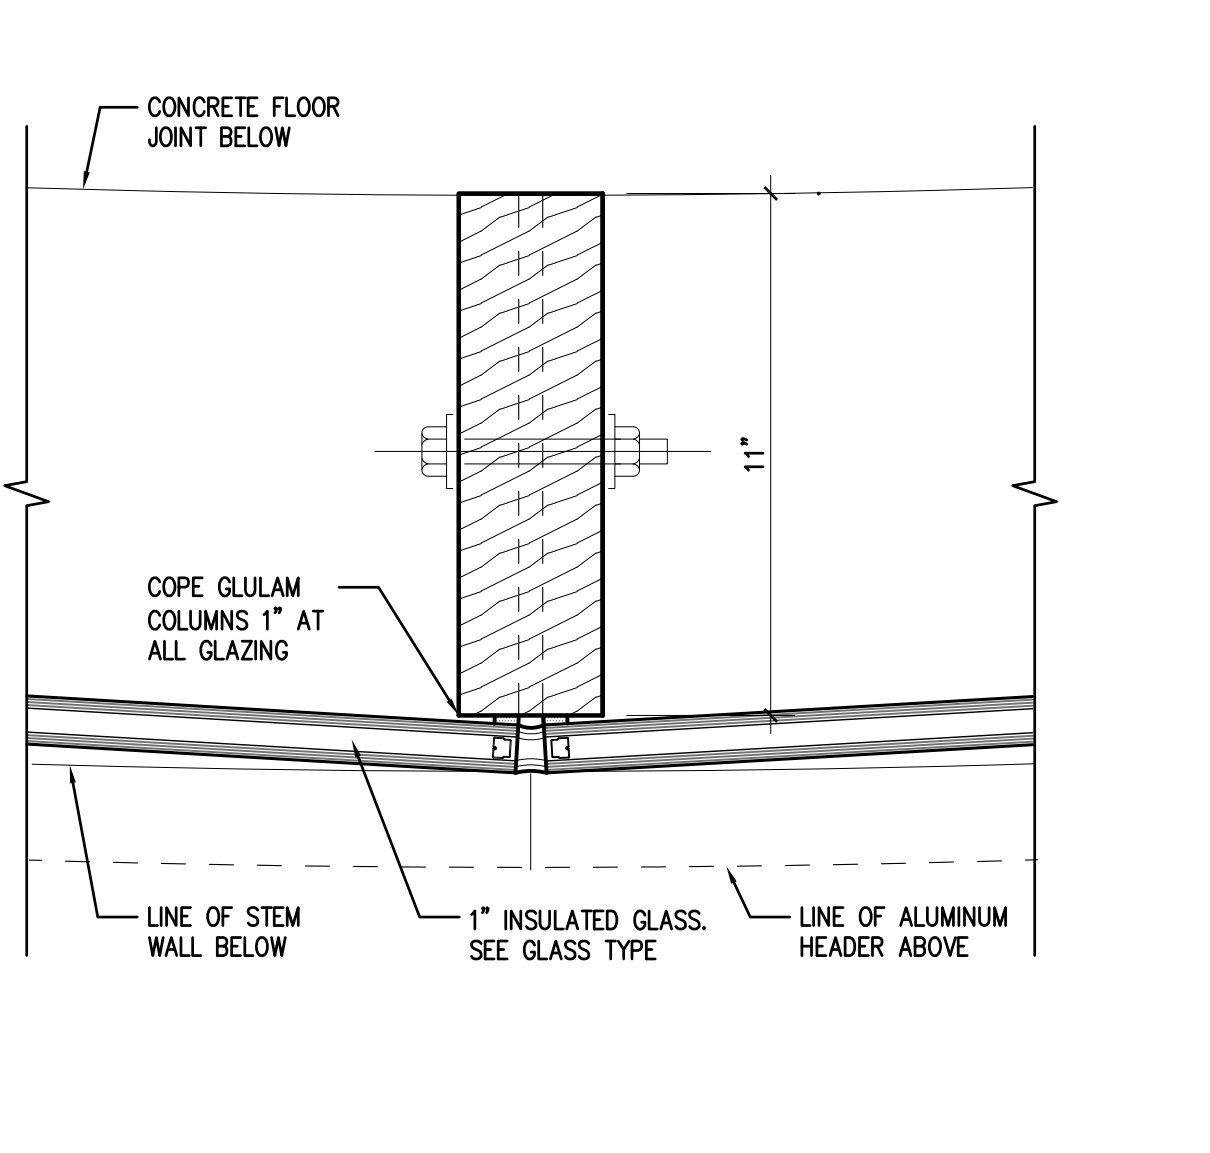 CONCRETE FLOOR
JOINT BELOW
11"
COPE GLULAM
COLUMNS 1" AT
ALL GLAZING
LINE OF STEM
WALL BELOW
1" INSULATED GLASS.
SEE GLASS TYPE
LINE OF ALUMINUM
HEADER ABOVE